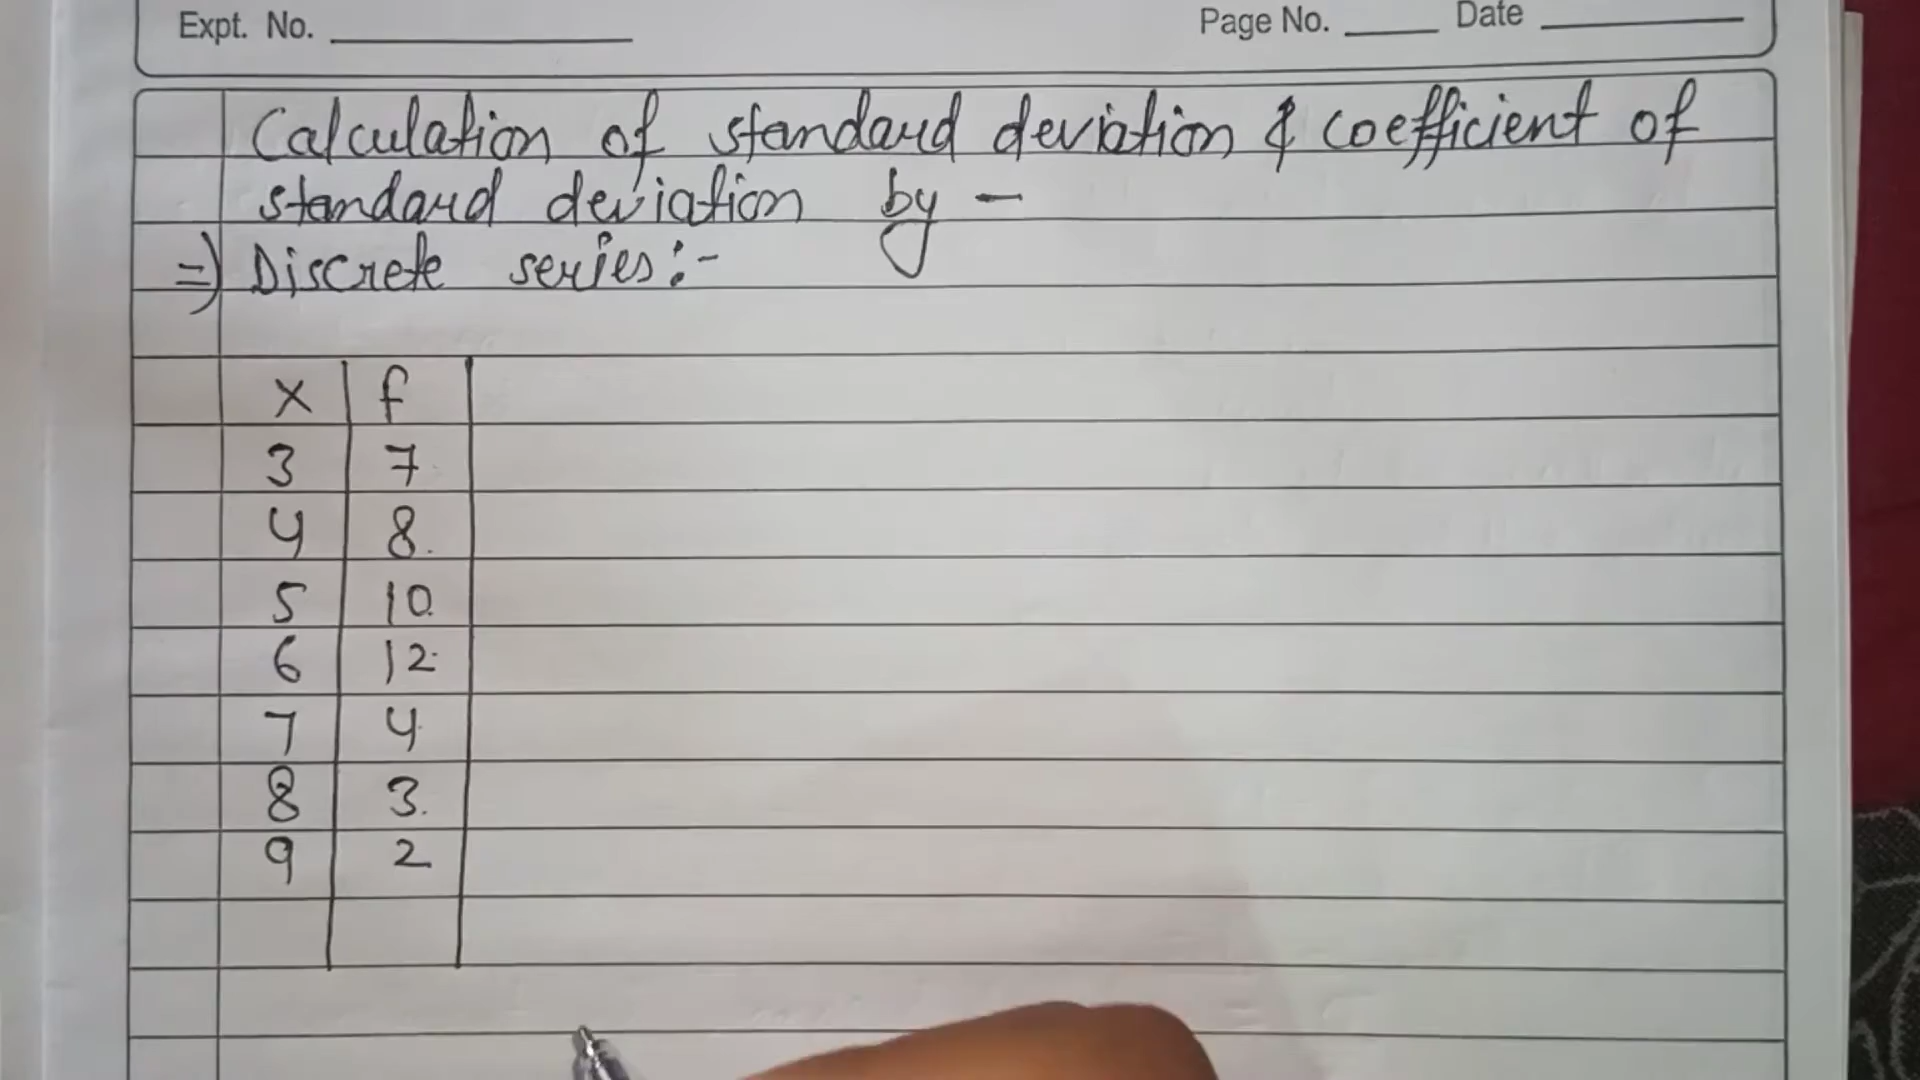 Expt. No. Page No. Date
Calculation of standard deviation & coefficient of
standard deviation by -
=) Discrete series:-
X f
3 7
4 8
5 10
6 12
7 4
8 3
9 2